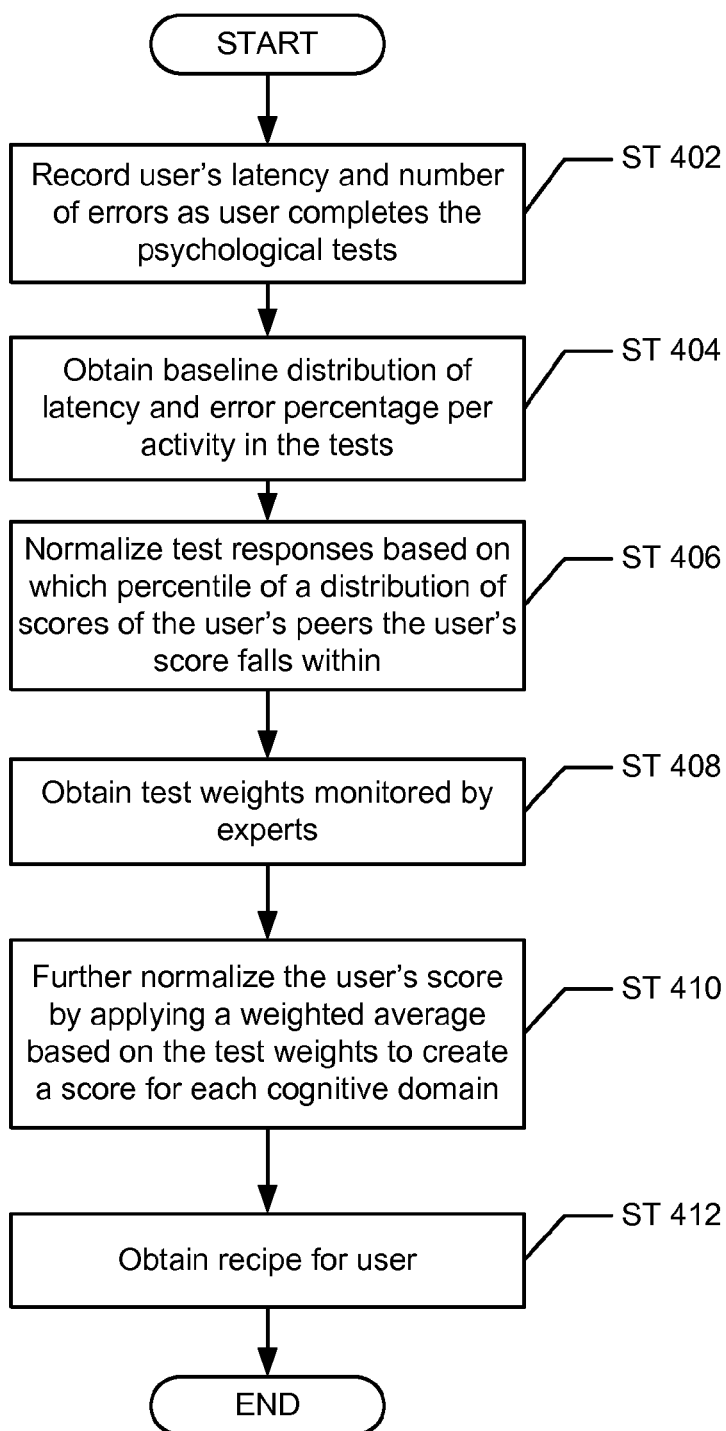 START
Record user's latency and number
of errors as user completes the
psychological tests
ST 402
Obtain baseline distribution of
latency and error percentage per
activity in the tests
ST 404
Normalize test responses based on
which percentile of a distribution of
scores of the user's peers the user's
score falls within
ST 406
Obtain test weights monitored by
experts
ST 408
Further normalize the user's score
by applying a weighted average
based on the test weights to create
a score for each cognitive domain
ST 410
Obtain recipe for user
ST 412
END